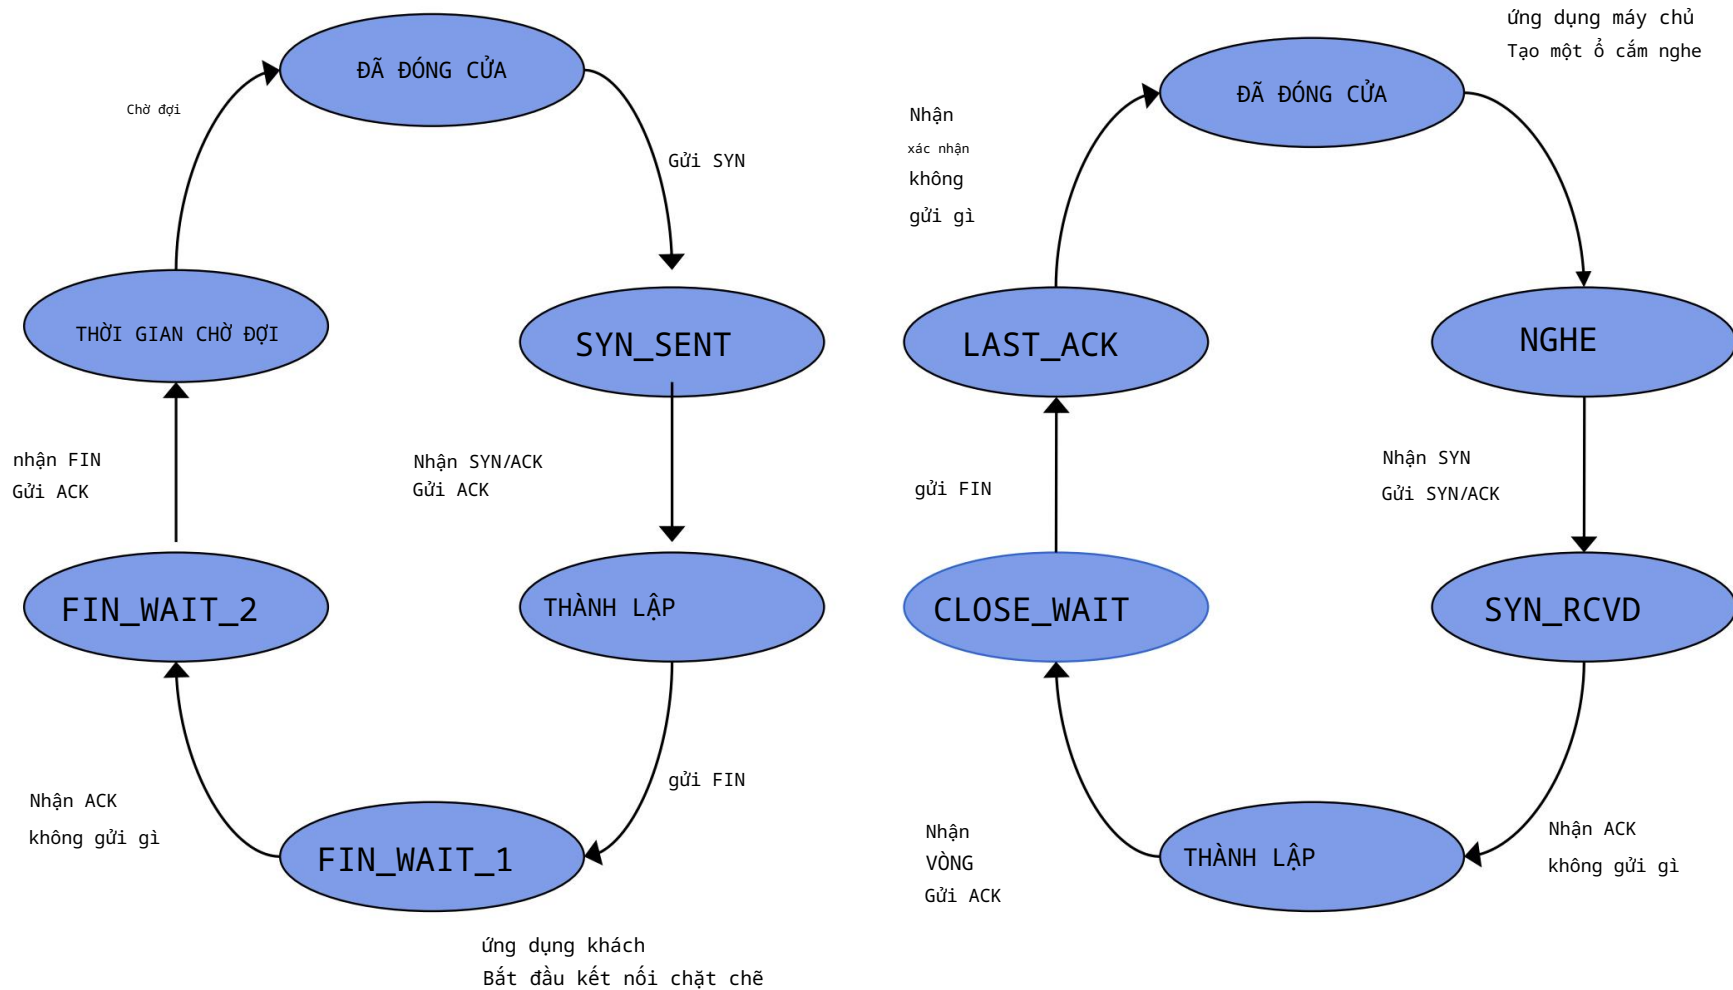 ĐÃ ĐÓNG CỬA
Chờ đợi
Gửi SYN
THỜI GIAN CHỜ ĐỢI
SYN_SENT
nhận FIN
Gửi ACK
Nhận SYN/ACK
Gửi ACK
FIN_WAIT_2
THÀNH LẬP
gửi FIN
Nhận ACK
không gửi gì
FIN_WAIT_1
ứng dụng khách
Bắt đầu kết nối chặt chẽ
ứng dụng máy chủ
Tạo một ổ cắm nghe
ĐÃ ĐÓNG CỬA
Nhận
xác nhận
không
gửi gì
LAST_ACK
NGHE
gửi FIN
Nhận SYN
Gửi SYN/ACK
CLOSE_WAIT
SYN_RCVD
Nhận
VÒNG
Gửi ACK
THÀNH LẬP
Nhận ACK
không gửi gì